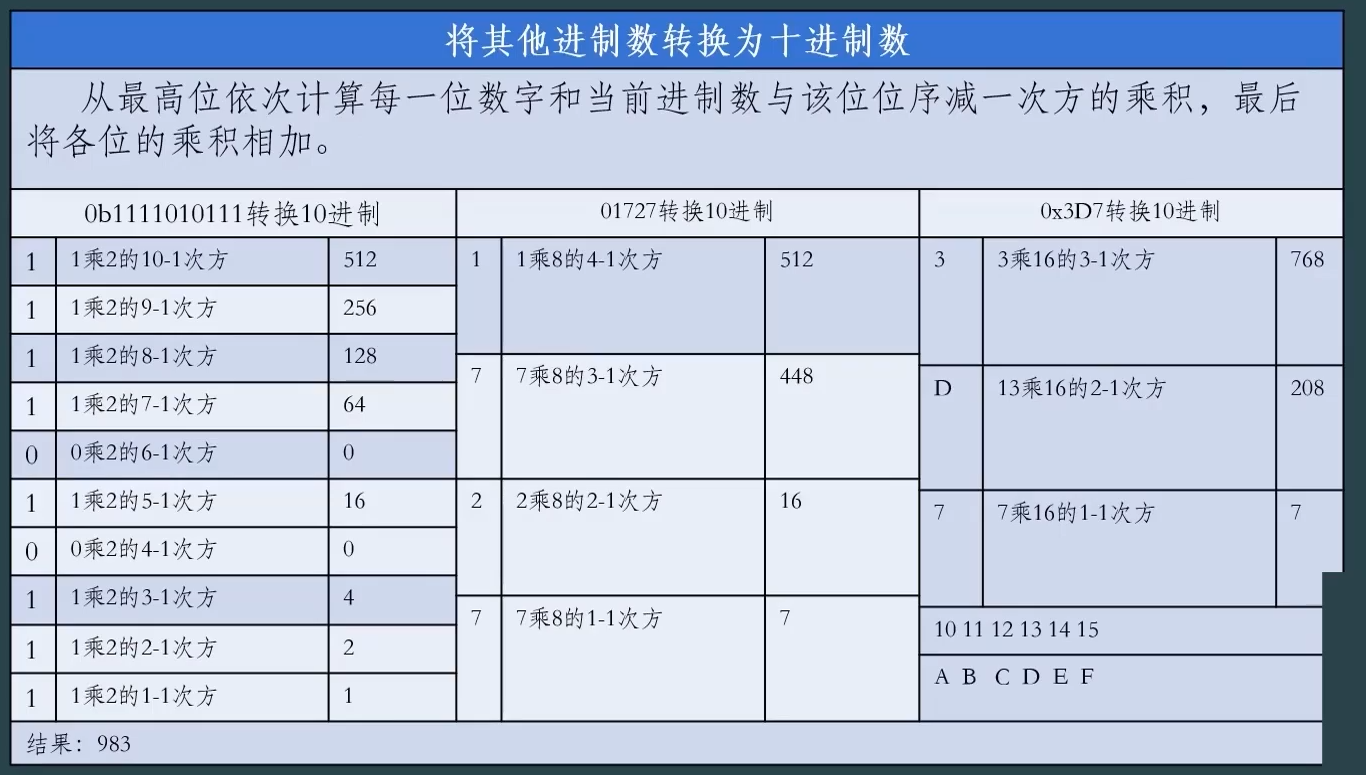 将其他进制数转换为十进制数
从最高位依次计算每一位数字和当前进制数与该位位序减一次方的乘积，最后
将各位的乘积相加。
0b1111010111转换10进制
1 1乘2的10-1次方 512
1 1乘2的9-1次方 256
1 1乘2的8-1次方 128
1 1乘2的7-1次方 64
0 0乘2的6-1次方 0
1 1乘2的5-1次方 16
0 0乘2的4-1次方 0
1 1乘2的3-1次方 4
1 1乘2的2-1次方 2
1 1乘2的1-1次方 1
01727转换10进制
1 1乘8的4-1次方 512
7 7乘8的3-1次方 448
2 2乘8的2-1次方 16
7 7乘8的1-1次方 7
0x3D7转换10进制
3 3乘16的3-1次方 768
D 13乘16的2-1次方 208
7 7乘16的1-1次方 7
10 11 12 13 14 15
A B C D E F
结果：983